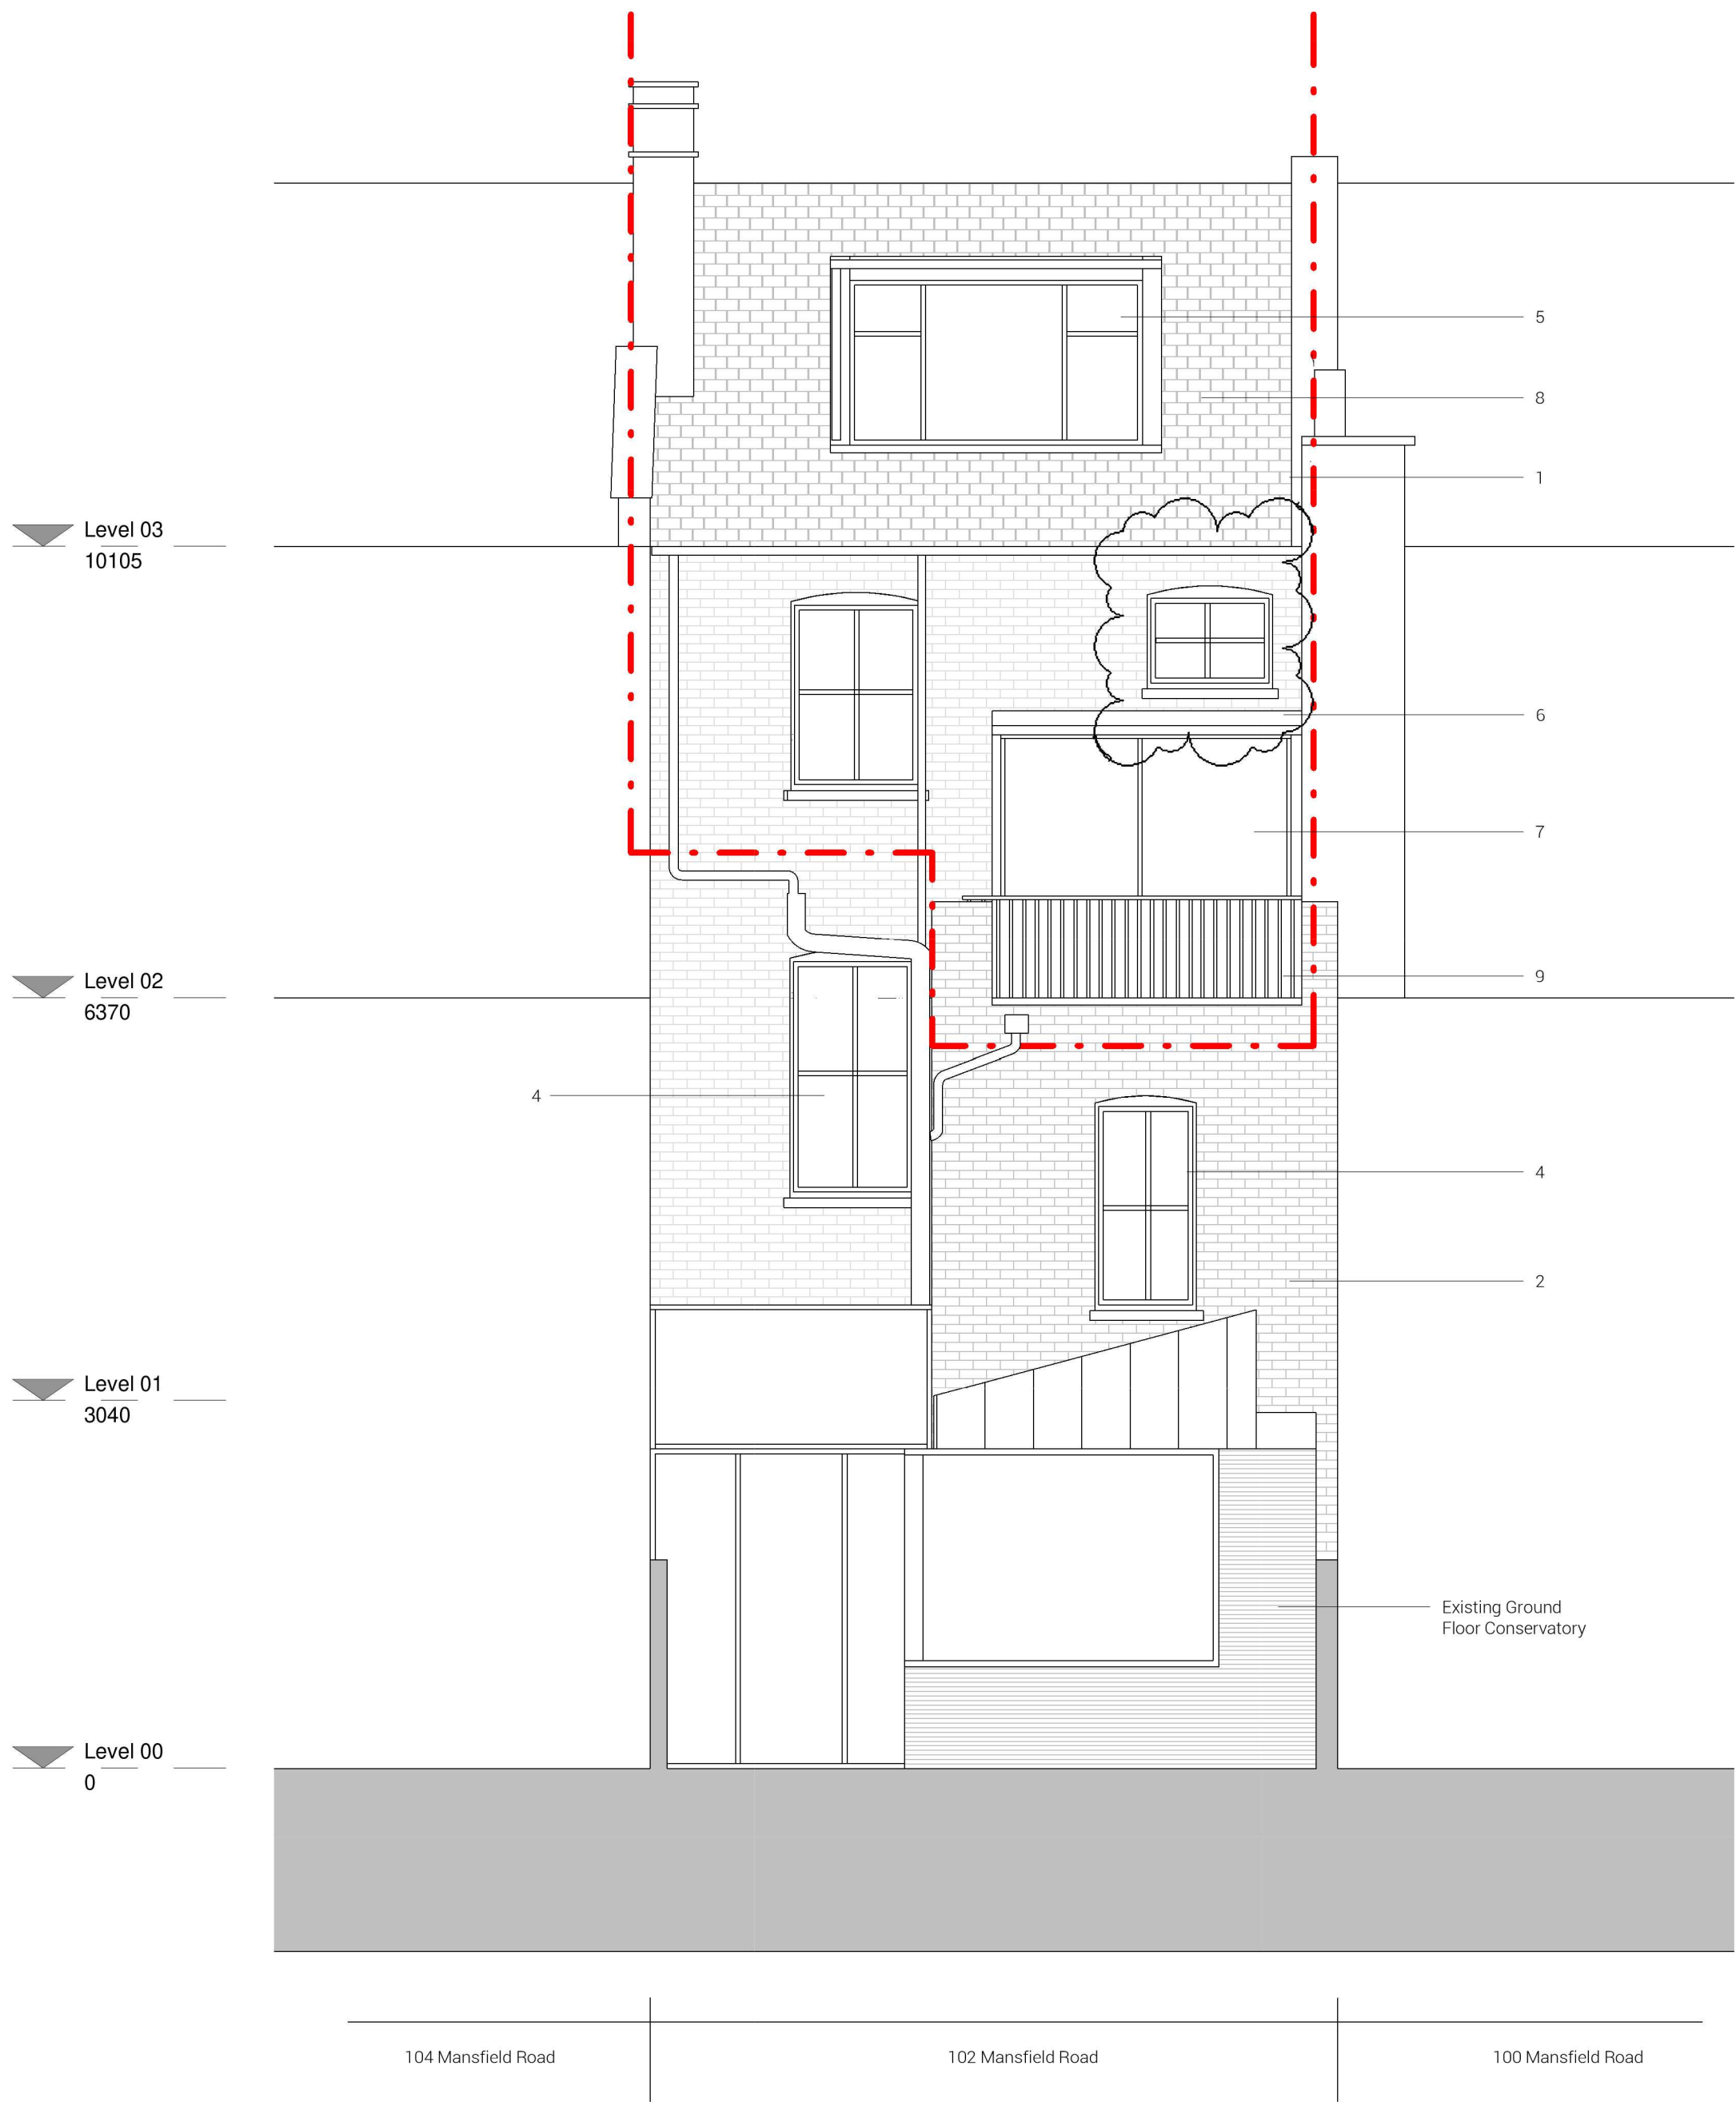 5
8
1
Level 03
10105
6
7
9
Level 02
6370
4
4
2
Level 01
3040
Existing Ground
Floor Conservatory
Level 00
0
104 Mansfield Road
102 Mansfield Road
100 Mansfield Road